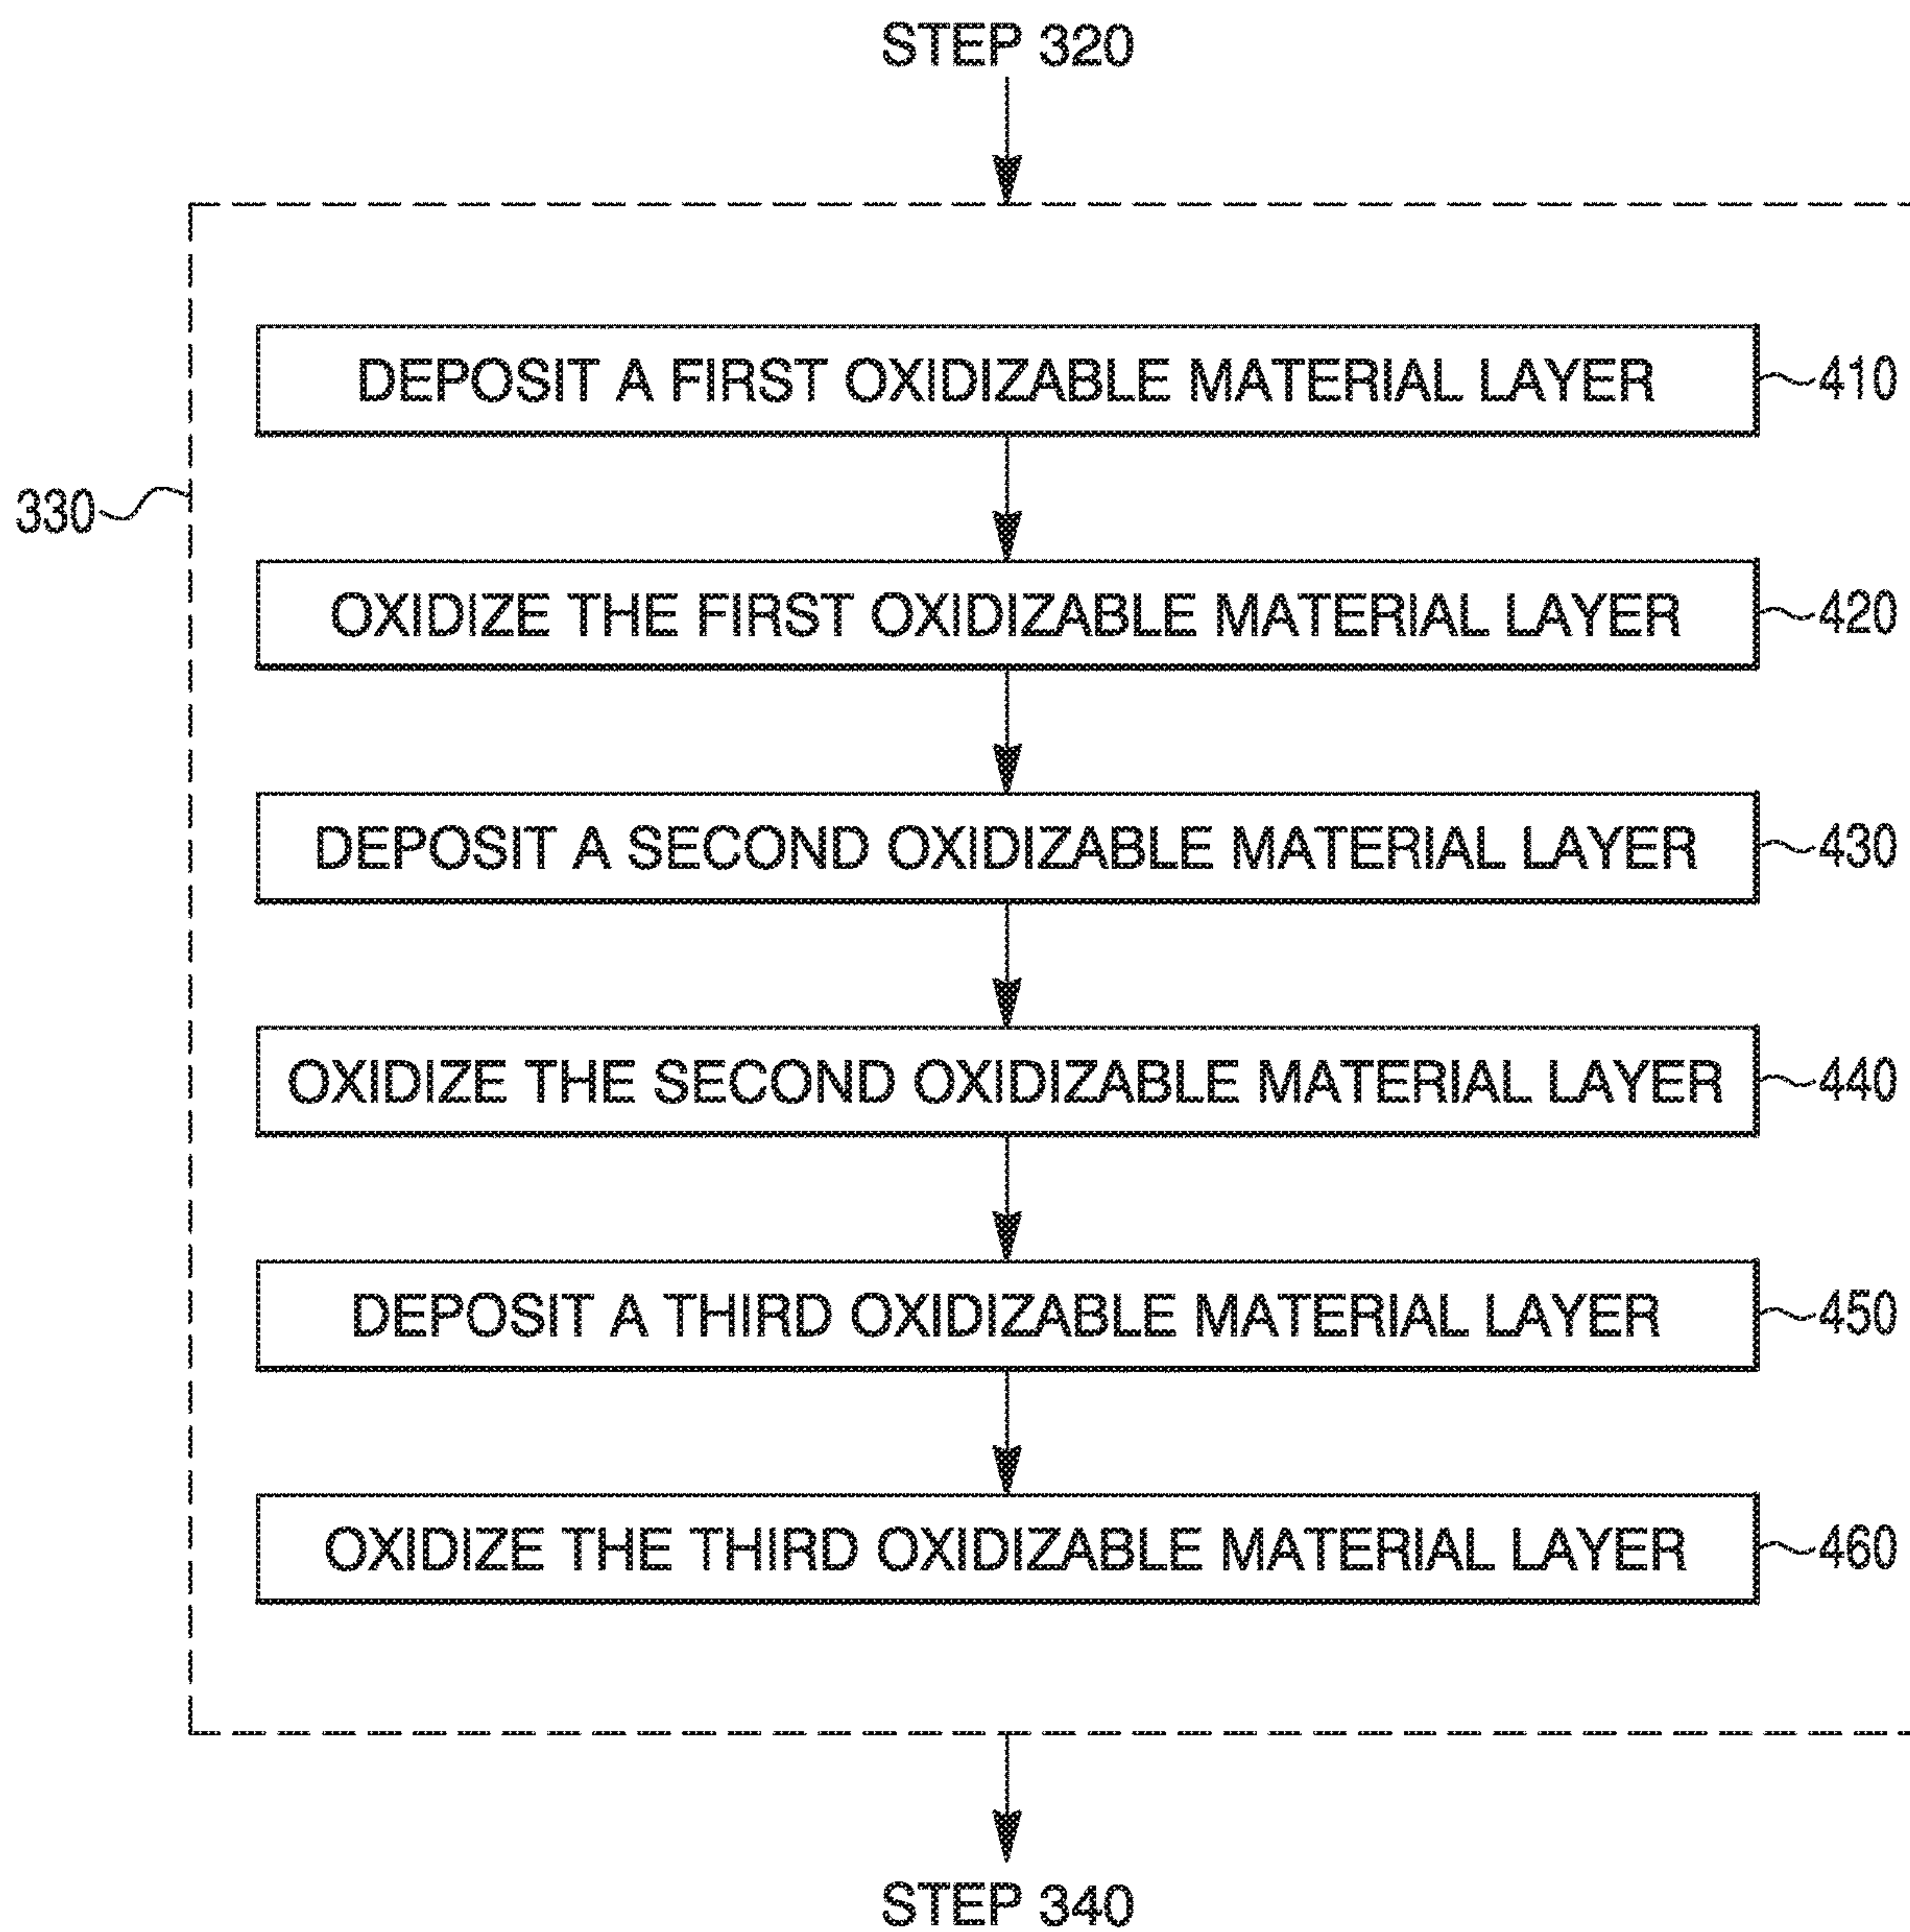 STEP 320
DEPOSIT A FIRST OXIDIZABLE MATERIAL LAYER
410
330
OXIDIZE THE FIRST OXIDIZABLE MATERIAL LAYER
420
DEPOSIT A SECOND OXIDIZABLE MATERIAL LAYER
430
OXIDIZE THE SECOND OXIDIZABLE MATERIAL LAYER
440
DEPOSIT A THIRD OXIDIZABLE MATERIAL LAYER
450
OXIDIZE THE THIRD OXIDIZABLE MATERIAL LAYER
460
STEP 340